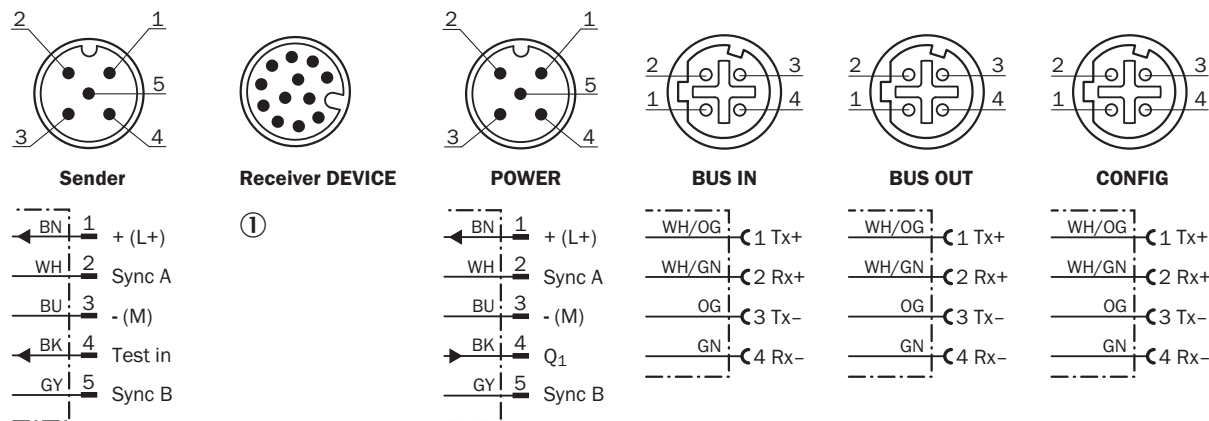 2 1
5
3 4
Sender
Receiver DEVICE
2 1
5
3 4
POWER
2 3
1 4
BUS IN
2 3
1 4
BUS OUT
2 3
1 4
CONFIG
BN 1 + (L+)
WH 2 Sync A
BU 3 - (M)
BK 4 Test in
GY 5 Sync B
①
BN 1 + (L+)
WH 2 Sync A
BU 3 - (M)
BK 4 Q₁
GY 5 Sync B
WH/OG 1 Tx+
WH/GN 2 Rx+
OG 3 Tx–
GN 4 Rx–
WH/OG 1 Tx+
WH/GN 2 Rx+
OG 3 Tx–
GN 4 Rx–
WH/OG 1 Tx+
WH/GN 2 Rx+
OG 3 Tx–
GN 4 Rx–